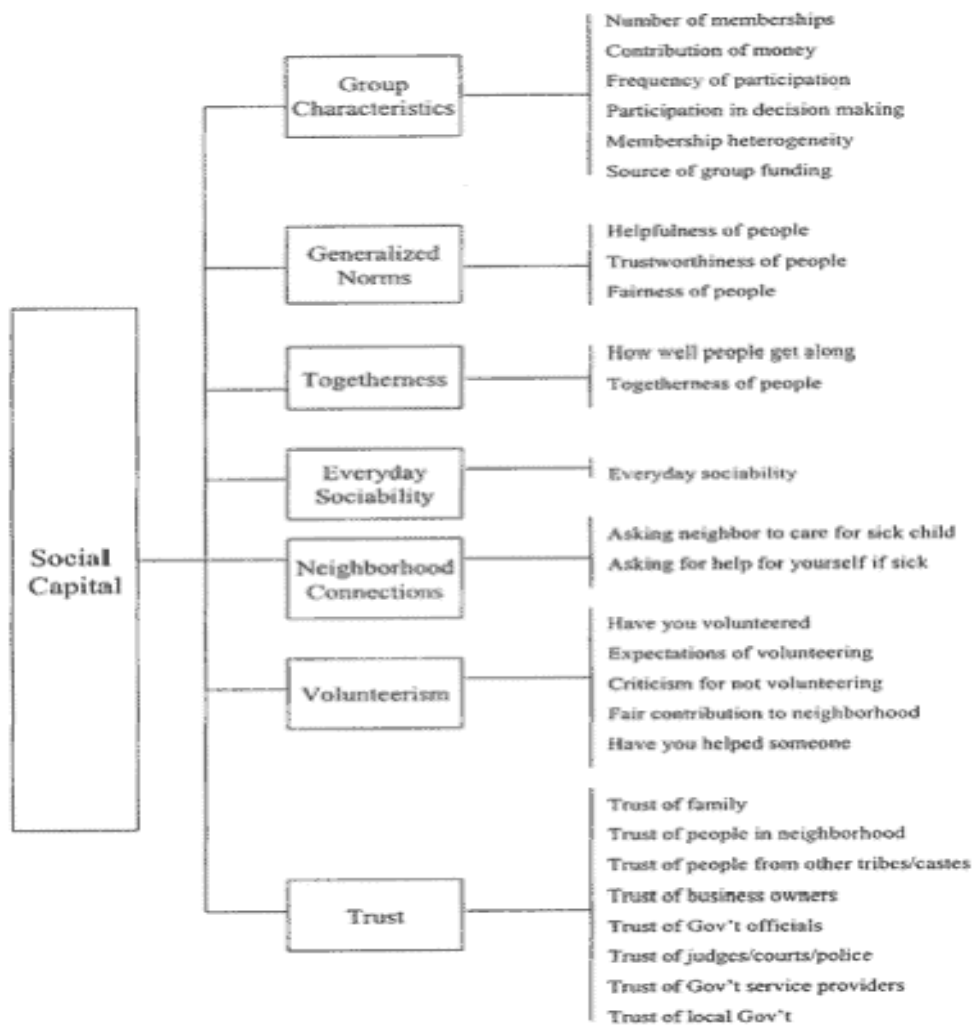 Social
Capital
Group
Characteristics
Number of memberships
Contribution of money
Frequency of participation
Participation in decision making
Membership heterogeneity
Source of group funding
Generalized
Norms
Helpfulness of people
Trustworthiness of people
Fairness of people
Togetherness
How well people get along
Togetherness of people
Everyday
Sociability
Everyday sociability
Neighborhood
Connections
Asking neighbor to care for sick child
Asking for help for yourself if sick
Volunteerism
Have you volunteered
Expectations of volunteering
Criticism for not volunteering
Fair contribution to neighborhood
Have you helped someone
Trust
Trust of family
Trust of people in neighborhood
Trust of people from other tribes/castes
Trust of business owners
Trust of Gov't officials
Trust of judges/courts/police
Trust of Gov't service providers
Trust of local Gov't